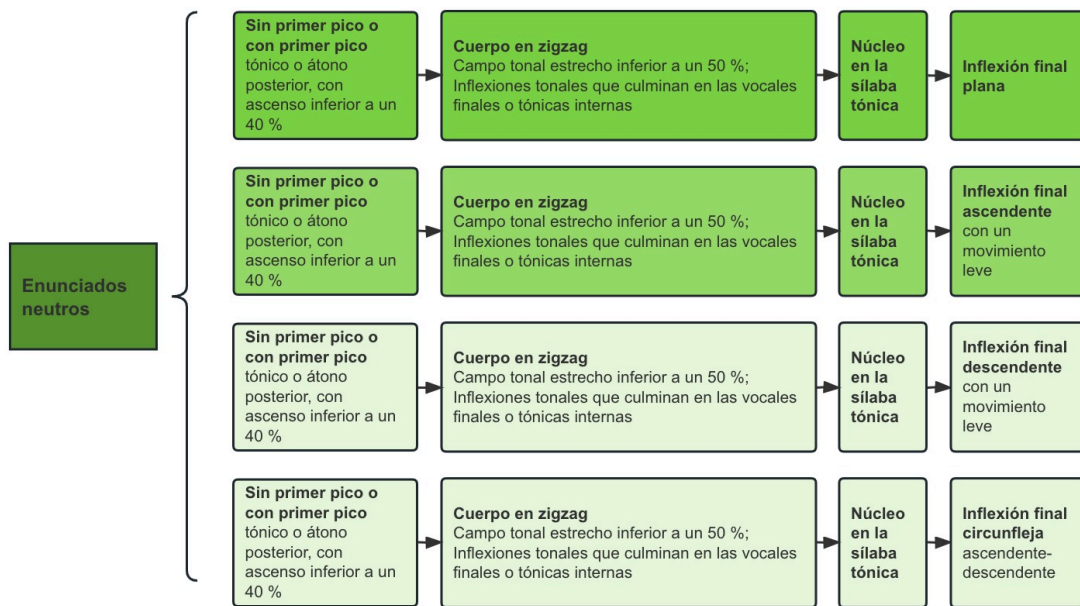 Enunciados
neutros
Sin primer pico o
con primer pico
tónico o átono
posterior, con
ascenso inferior a un
40 %
Cuerpo en zigzag
Campo tonal estrecho inferior a un 50 %;
Inflexiones tonales que culminan en las vocales
finales o tónicas internas
Núcleo
en la
sílaba
tónica
Inflexión final
plana
Sin primer pico o
con primer pico
tónico o átono
posterior, con
ascenso inferior a un
40 %
Cuerpo en zigzag
Campo tonal estrecho inferior a un 50 %;
Inflexiones tonales que culminan en las vocales
finales o tónicas internas
Núcleo
en la
sílaba
tónica
Inflexión final
ascendente
con un
movimiento
leve
Sin primer pico o
con primer pico
tónico o átono
posterior, con
ascenso inferior a un
40 %
Cuerpo en zigzag
Campo tonal estrecho inferior a un 50 %;
Inflexiones tonales que culminan en las vocales
finales o tónicas internas
Núcleo
en la
sílaba
tónica
Inflexión final
descendente
con un
movimiento
leve
Sin primer pico o
con primer pico
tónico o átono
posterior, con
ascenso inferior a un
40 %
Cuerpo en zigzag
Campo tonal estrecho inferior a un 50 %;
Inflexiones tonales que culminan en las vocales
finales o tónicas internas
Núcleo
en la
sílaba
tónica
Inflexión final
circunfleja
ascendente-
descendente